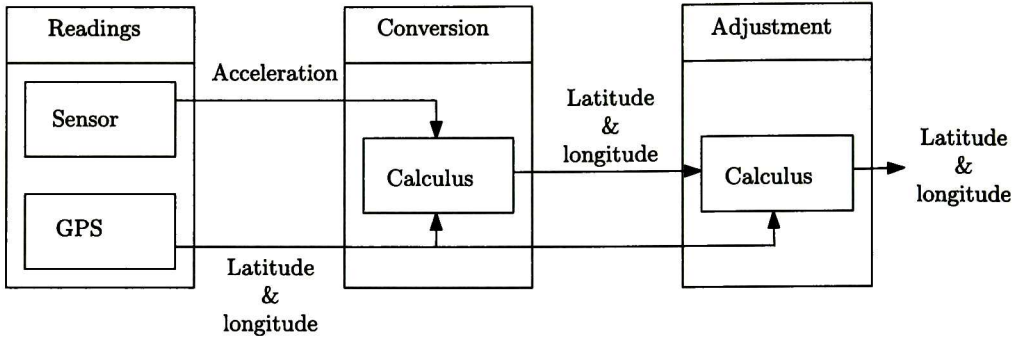 Readings
Conversion
Adjustment
Acceleration
Sensor
Latitude
&
longitude
Calculus
Calculus
Latitude
&
longitude
GPS
Latitude
&
longitude